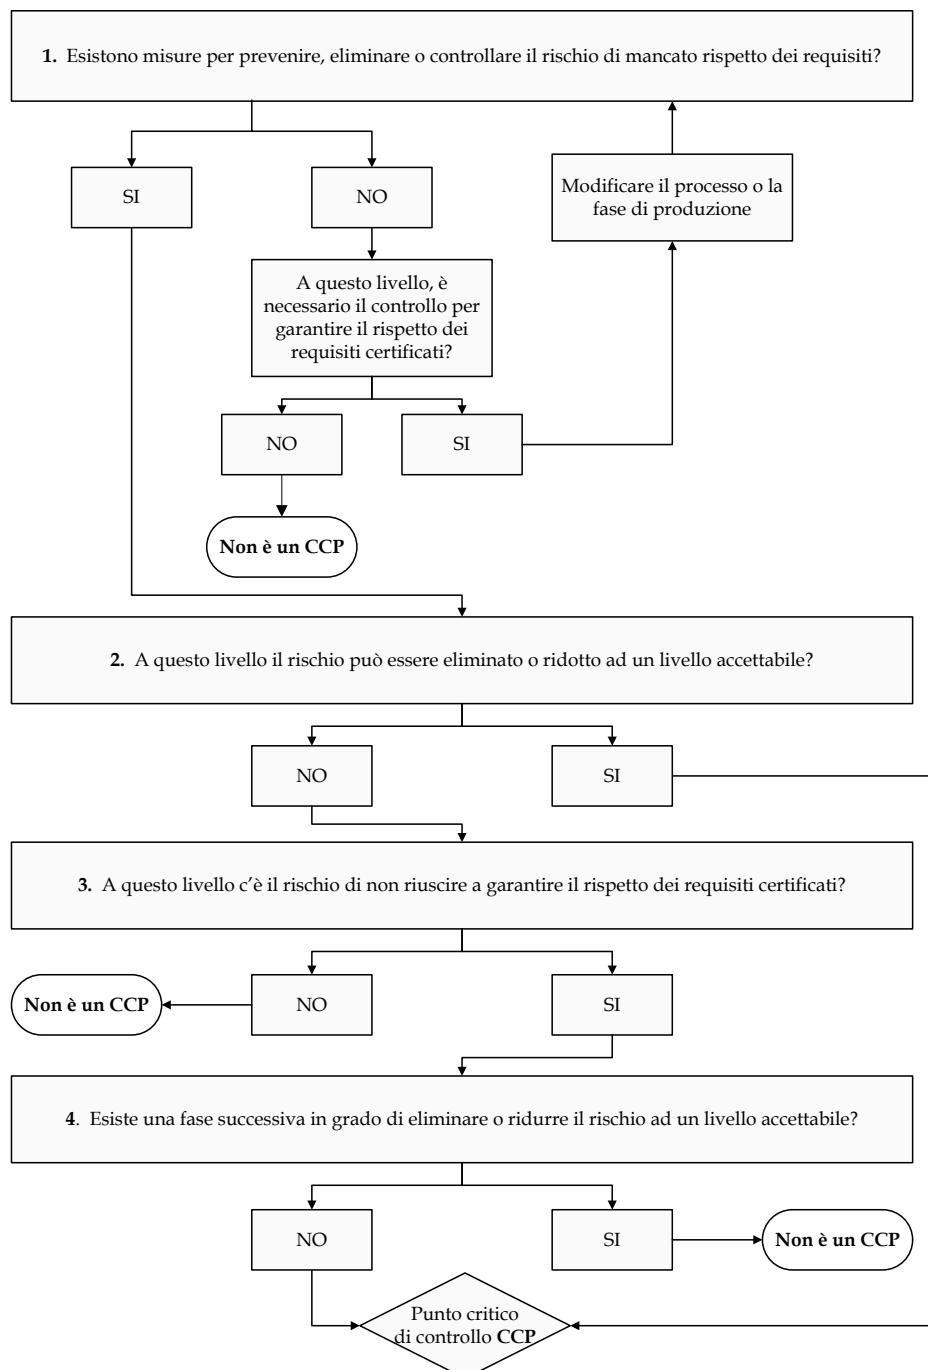 1. Esistono misure per prevenire, eliminare o controllare il rischio di mancato rispetto dei requisiti?
SI
NO
Modificare il processo o la
fase di produzione
A questo livello, è
necessario il controllo per
garantire il rispetto dei
requisiti certificati?
NO
SI
Non è un CCP
2. A questo livello il rischio può essere eliminato o ridotto ad un livello accettabile?
NO
SI
3. A questo livello c'è il rischio di non riuscire a garantire il rispetto dei requisiti certificati?
Non è un CCP
NO
SI
4. Esiste una fase successiva in grado di eliminare o ridurre il rischio ad un livello accettabile?
NO
SI
Non è un CCP
Punto critico
di controllo CCP